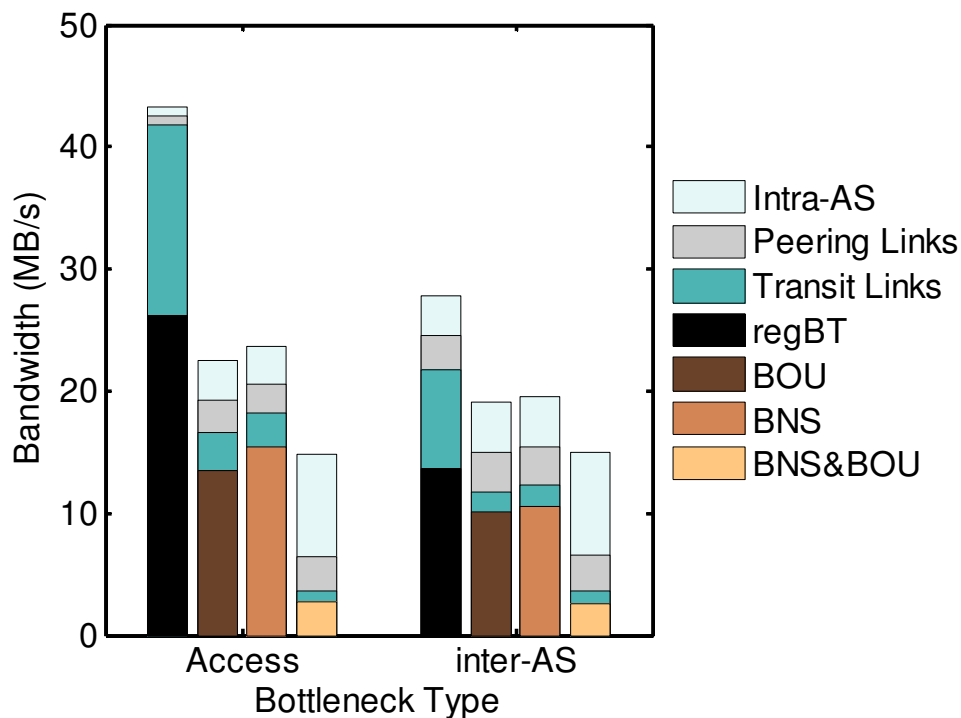 50
40
30
20
10
0
Bandwidth (MB/s)
Access
inter-AS
Bottleneck Type
Intra-AS
Peering Links
Transit Links
regBT
BOU
BNS
BNS&BOU